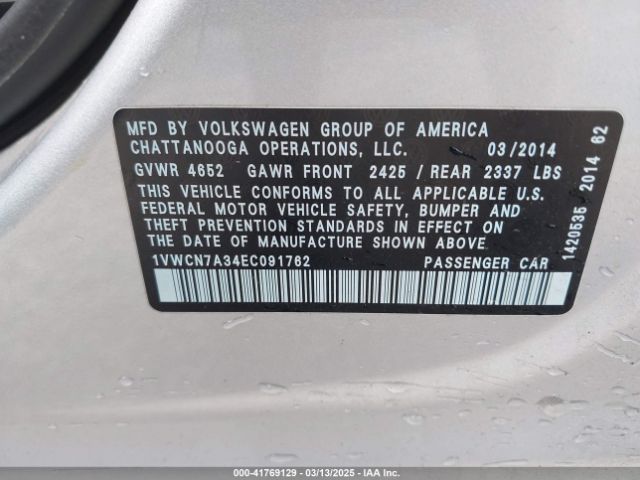 MFD BY VOLKSWAGEN GROUP OF AMERICA
CHATTANOOGA OPERATIONS, LLC. 03/2014
GVWR 4652 GAWR FRONT 2425 / REAR 2337 LBS
THIS VEHICLE CONFORMS TO ALL APPLICABLE U.S.
FEDERAL MOTOR VEHICLE SAFETY, BUMPER AND
THEFT PREVENTION STANDARDS IN EFFECT ON
THE DATE OF MANUFACTURE SHOWN ABOVE.
1VWCN7A34EC091762 PASSENGER CAR
1420535 2014 62
000-41769129 - 03/13/2025 - IAA Inc.